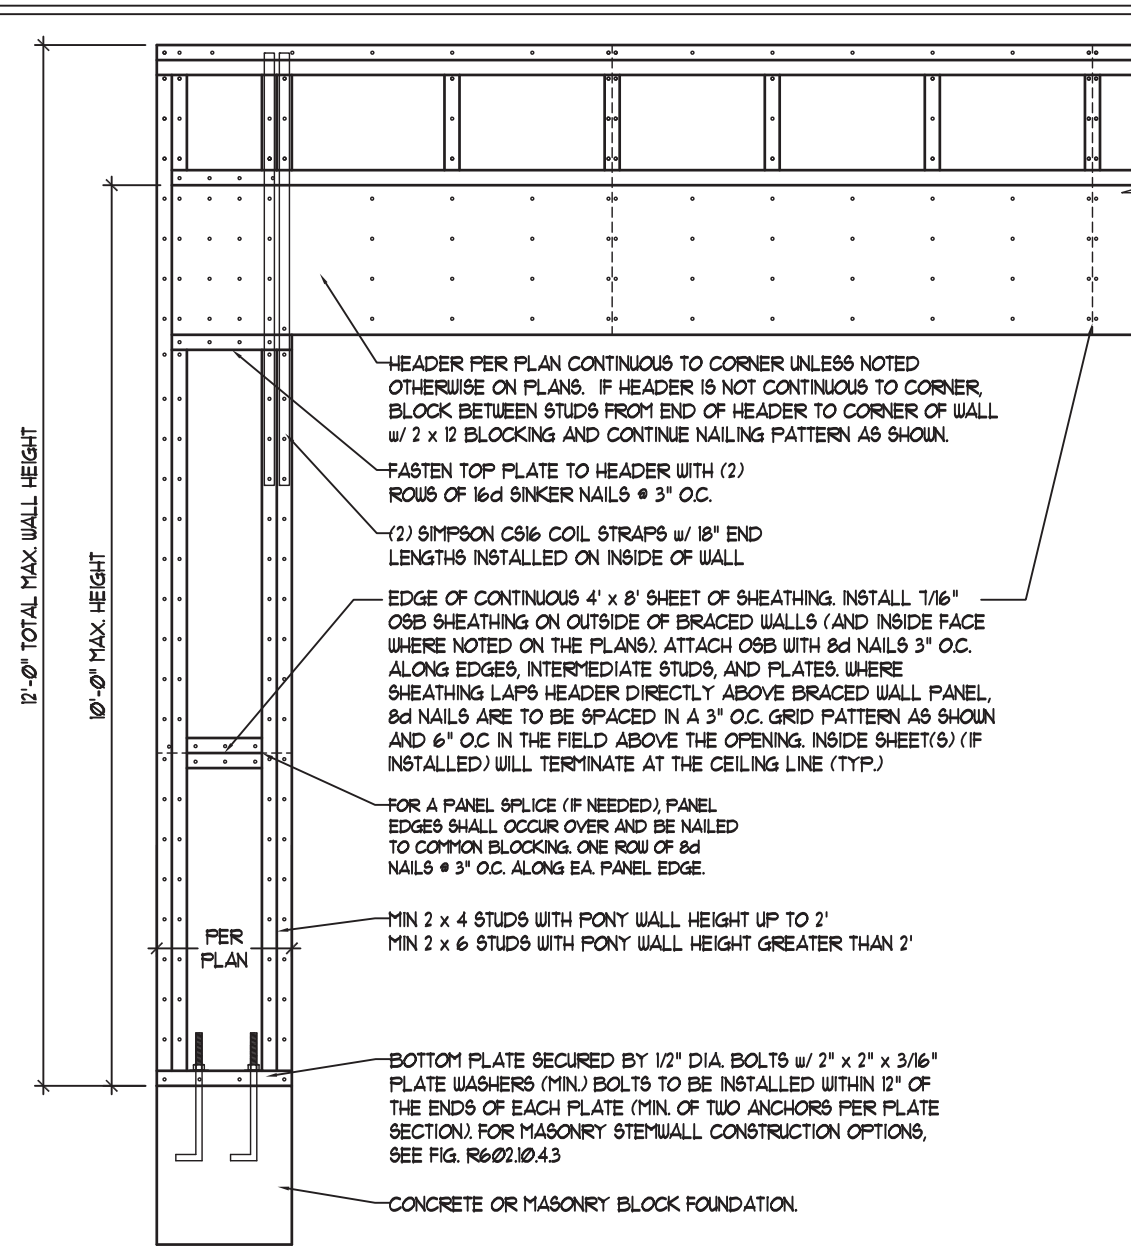 HEADER PER PLAN CONTINUOUS TO CORNER UNLESS NOTED
OTHERWISE ON PLANS. IF HEADER IS NOT CONTINUOUS TO CORNER,
BLOCK BETWEEN STUDS FROM END OF HEADER TO CORNER OF WALL
w/ 2 x 12 BLOCKING AND CONTINUE NAILING PATTERN AS SHOWN.
FASTEN TOP PLATE TO HEADER WITH (2)
ROWS OF 16d SINKER NAILS @ 3" O.C.
(2) SIMPSON CS16 COIL STRAPS w/ 18" END
LENGTHS INSTALLED ON INSIDE OF WALL
12'-0" TOTAL MAX. WALL HEIGHT
10'-0" MAX. HEIGHT
EDGE OF CONTINUOUS 4' x 8' SHEET OF SHEATHING. INSTALL 7/16"
OSB SHEATHING ON OUTSIDE OF BRACED WALLS (AND INSIDE FACE
WHERE NOTED ON THE PLANS). ATTACH OSB WITH 8d NAILS 3" O.C.
ALONG EDGES, INTERMEDIATE STUDS, AND PLATES. WHERE
SHEATHING LAPS HEADER DIRECTLY ABOVE BRACED WALL PANEL,
8d NAILS ARE TO BE SPACED IN A 3" O.C. GRID PATTERN AS SHOWN
AND 6" O.C IN THE FIELD ABOVE THE OPENING. INSIDE SHEET(S) (IF
INSTALLED) WILL TERMINATE AT THE CEILING LINE (TYP.)
FOR A PANEL SPLICE (IF NEEDED), PANEL
EDGES SHALL OCCUR OVER AND BE NAILED
TO COMMON BLOCKING. ONE ROW OF 8d
NAILS @ 3" O.C. ALONG EA. PANEL EDGE.
MIN 2 x 4 STUDS WITH PONY WALL HEIGHT UP TO 2'
MIN 2 x 6 STUDS WITH PONY WALL HEIGHT GREATER THAN 2'
PER
PLAN
BOTTOM PLATE SECURED BY 1/2" DIA. BOLTS w/ 2" x 2" x 3/16"
PLATE WASHERS (MIN.) BOLTS TO BE INSTALLED WITHIN 12" OF
THE ENDS OF EACH PLATE (MIN. OF TWO ANCHORS PER PLATE
SECTION). FOR MASONRY STEMWALL CONSTRUCTION OPTIONS,
SEE FIG. R602.10.4.3
CONCRETE OR MASONRY BLOCK FOUNDATION.